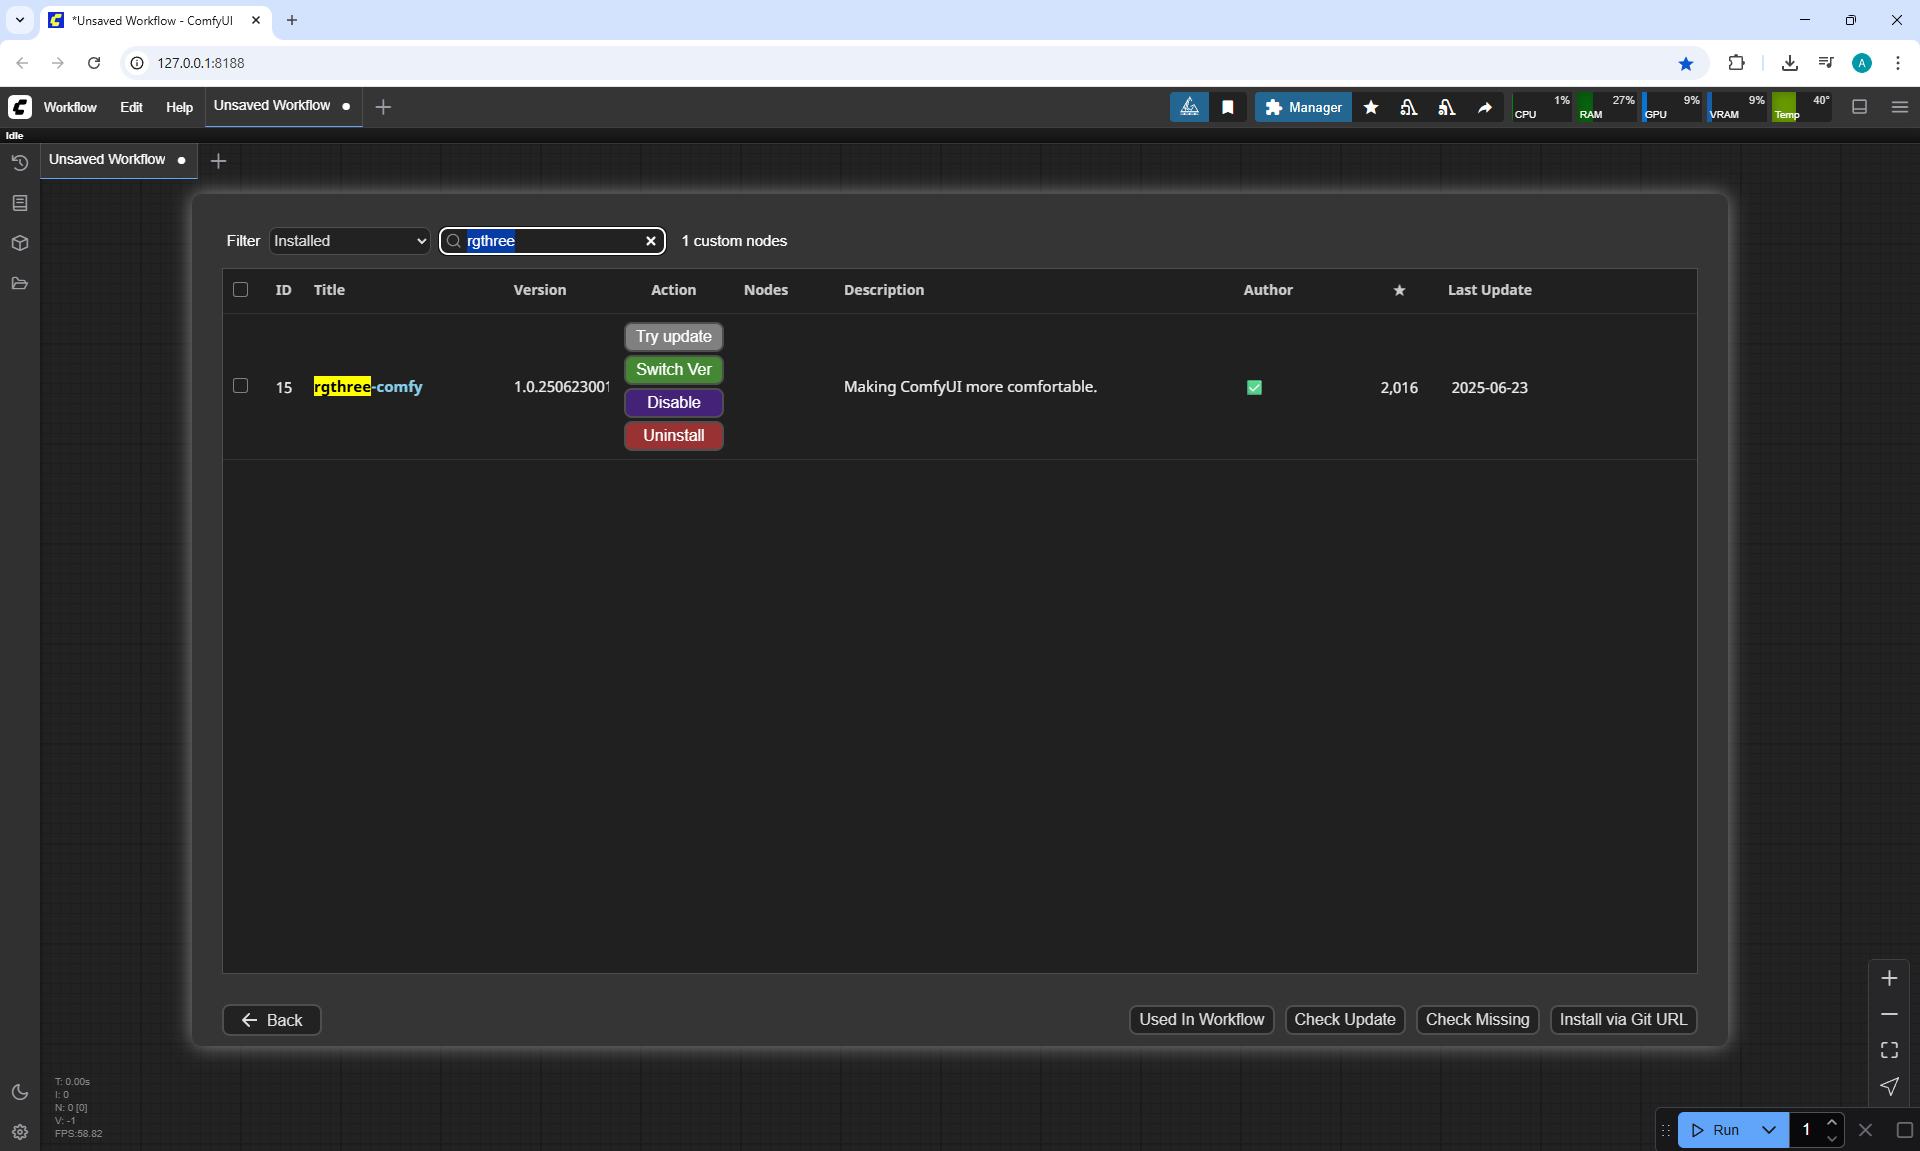 *Unsaved Workflow - ComfyUI
127.0.0.1:8188
A
Workflow Edit Help Unsaved Workflow
Manager
CPU 1% RAM 27% GPU 9% VRAM 9% Temp 40°
Idle
Unsaved Workflow
Filter Installed rgthree 1 custom nodes
ID Title Version Action Nodes Description Author ★ Last Update
Try update
Switch Ver
15 rgthree-comfy 1.0.250623001 Making ComfyUI more comfortable. 2,016 2025-06-23
Disable
Uninstall
Back Used In Workflow Check Update Check Missing Install via Git URL
T: 0.00s
I: 0
N: 0 [0]
V: -1
FPS:58.82
Run 1